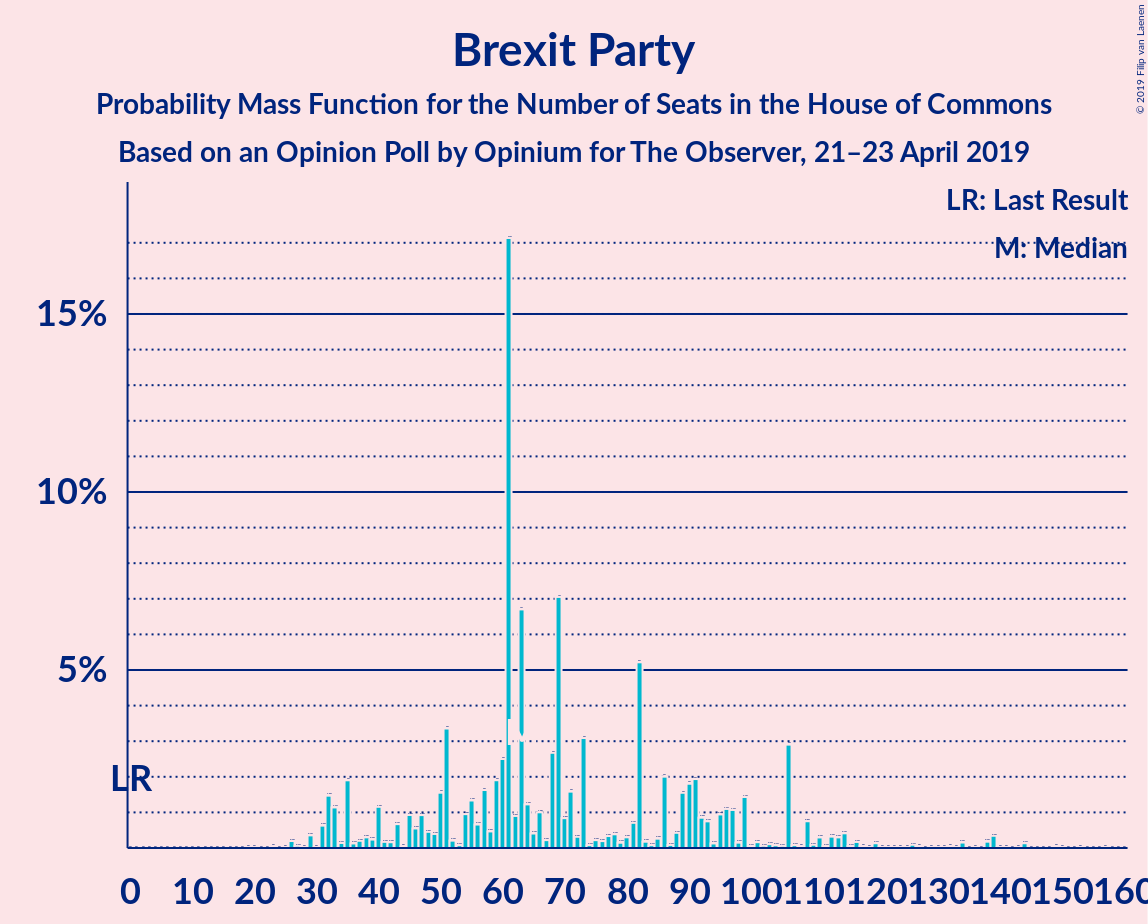 Brexit Party
Probability Mass Function for the Number of Seats in the House of Commons
Based on an Opinion Poll by Opinium for The Observer, 21–23 April 2019
© 2019 Filip van Laenen
LR: Last Result
M: Median
15%
10%
5%
LR
0 10 20 30 40 50 60 70 80 90 100 110 120 130 140 150 160